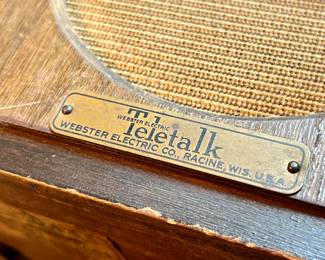 WEBSTER ELECTRIC
Teletalk
WEBSTER ELECTRIC CO., RACINE, WIS. U.S.A.